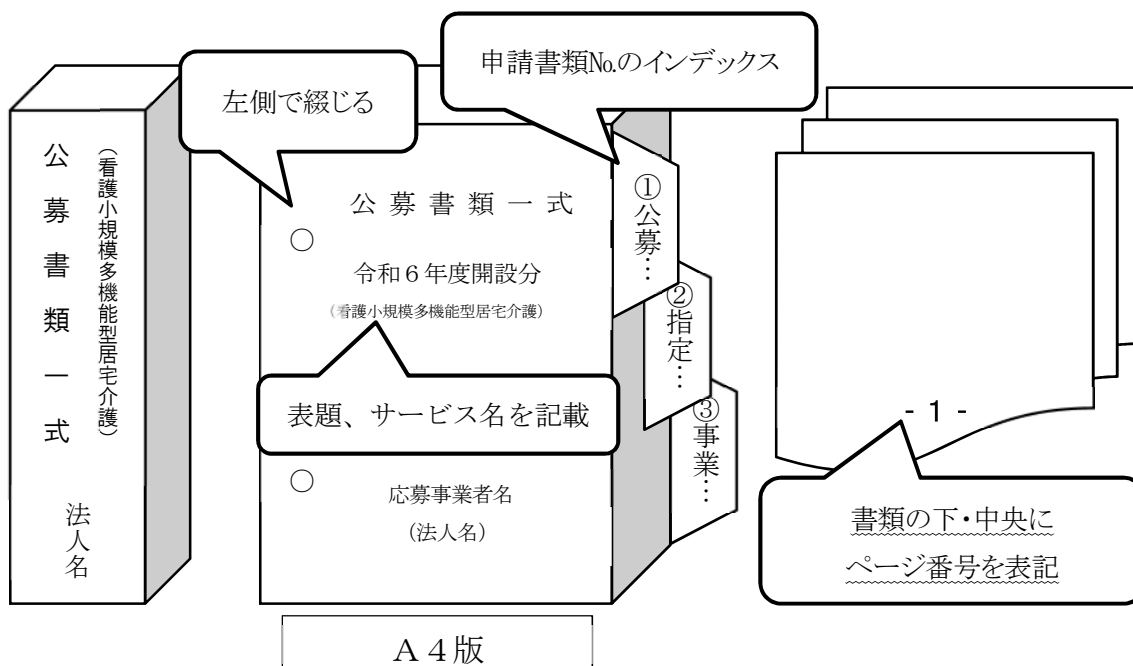 公募書類一式
（看護小規模多機能型居宅介護）
法人名
左側で綴じる
申請書類№のインデックス
公募書類一式
令和６年度開設分
（看護小規模多機能型居宅介護）
表題、サービス名を記載
応募事業者名
（法人名）
①公募…
②指定…
③事業…
Ａ４版
- 1 -
書類の下・中央に
ページ番号を表記